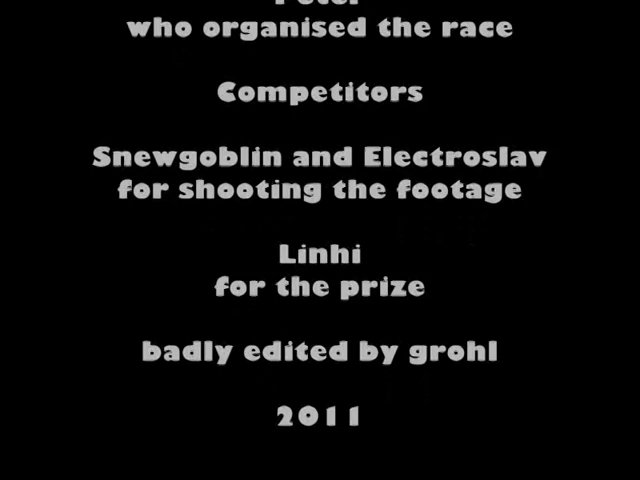 who organised the race
Competitors
Snewgoblin and Electroslav
for shooting the footage
Linhi
for the prize
badly edited by grohl
2011